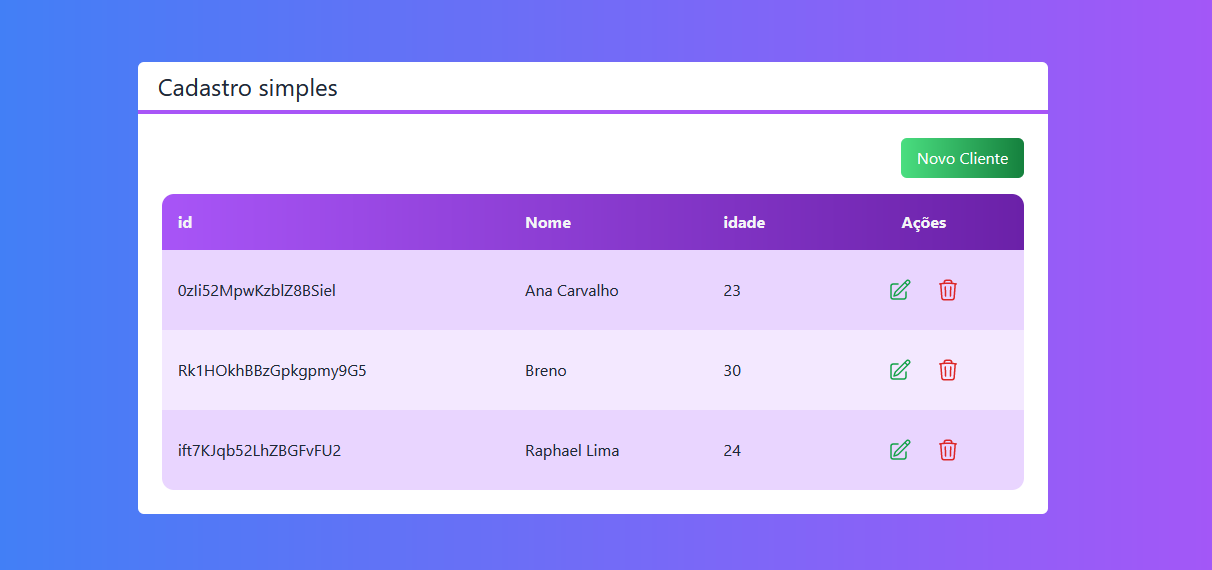 Cadastro simples
Novo Cliente
id Nome idade Ações
0zIi52MpwKzblZ8BSiel Ana Carvalho 23
Rk1HOkhBBzGpkgpmy9G5 Breno 30
ift7KJqb52LhZBGFvFU2 Raphael Lima 24